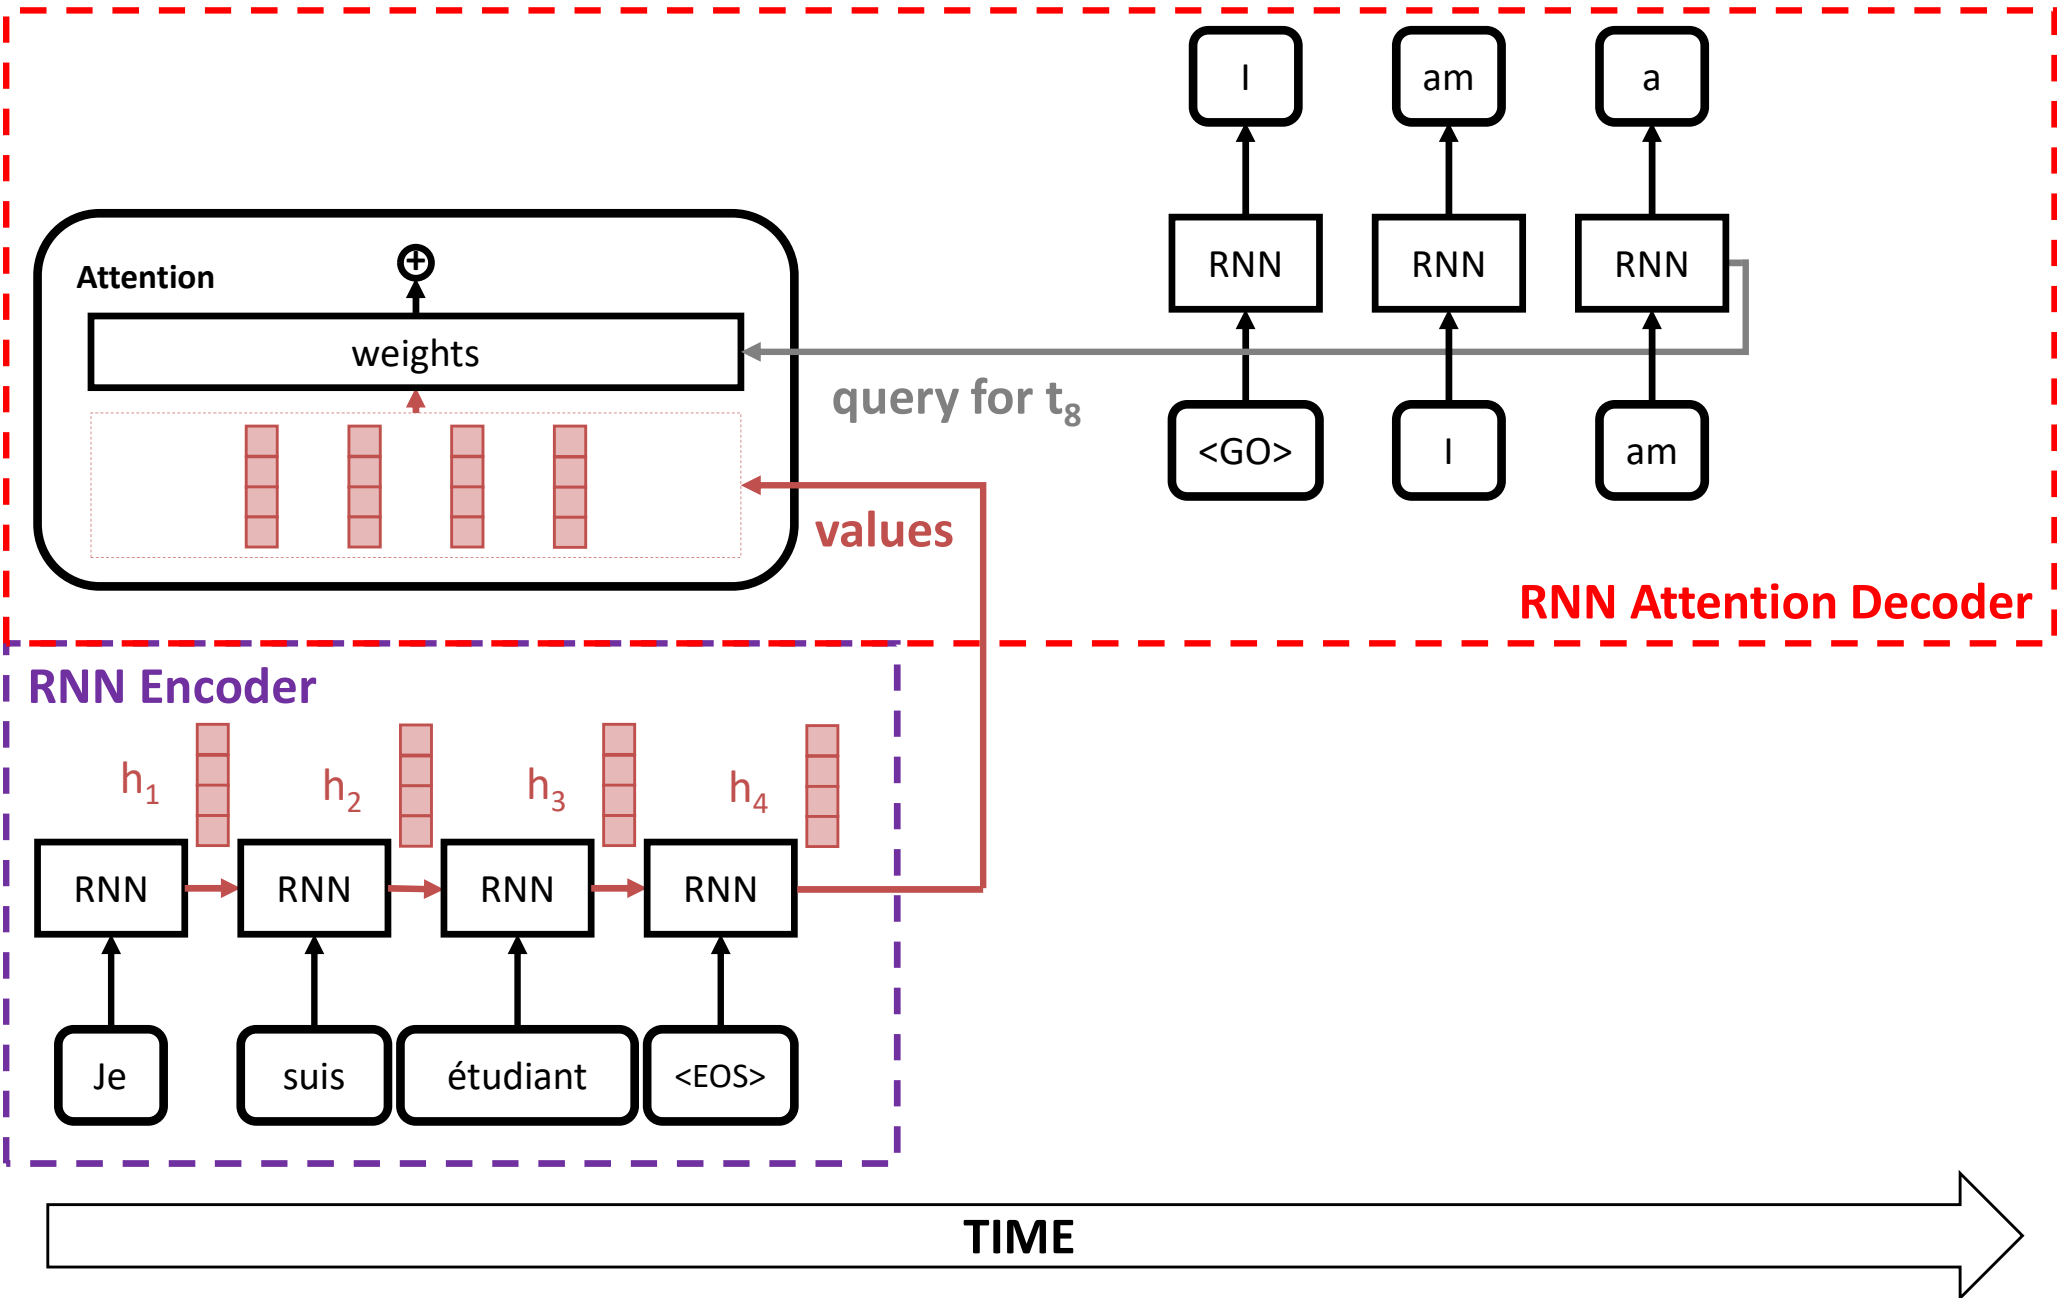 I am a
Attention
RNN RNN RNN
weights
query for t₈
<GO> I am
values
RNN Attention Decoder
RNN Encoder
h₁ h₂ h₃ h₄
RNN RNN RNN RNN
Je suis étudiant <EOS>
TIME